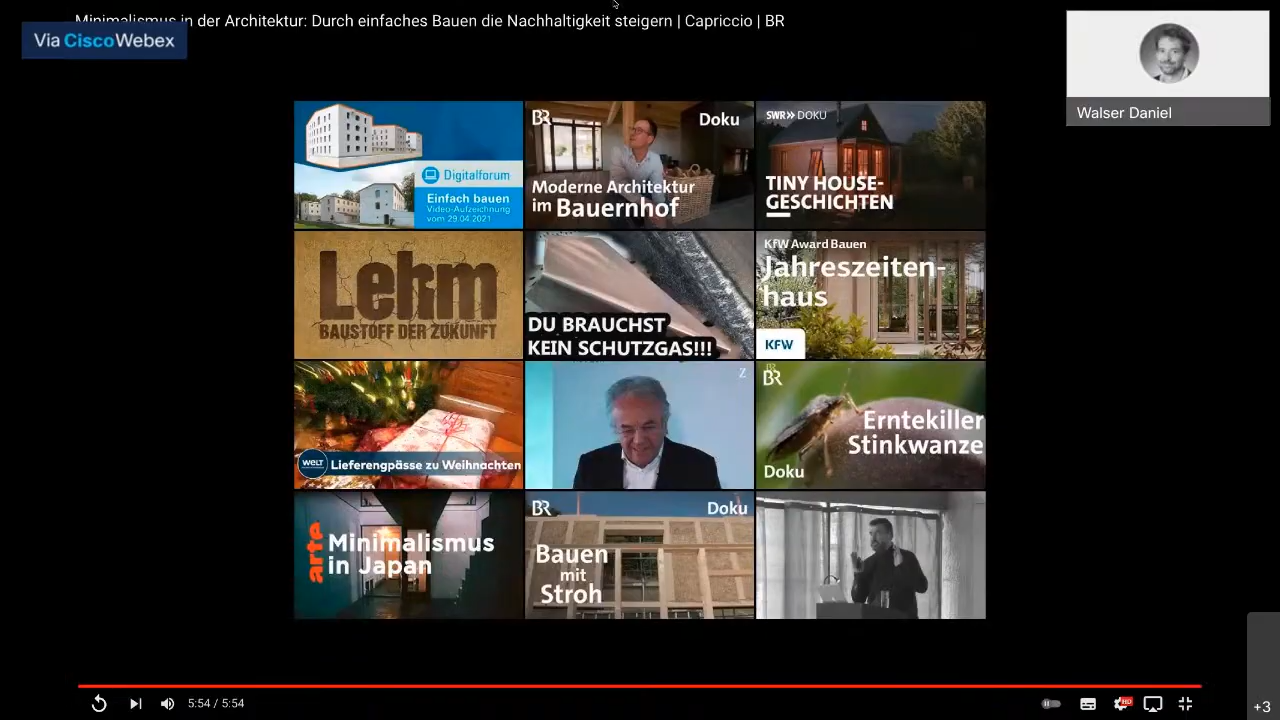 Minimalismus in der Architektur: Durch einfaches Bauen die Nachhaltigkeit steigern | Capriccio | BR
Via CiscoWebex
Walser Daniel
Digitalforum
Einfach bauen
Video-Aufzeichnung
vom 29.04.2021
BR
Doku
Moderne Architektur
im Bauernhof
SWR>> DOKU
TINY HOUSE-
GESCHICHTEN
Lehm
BAUSTOFF DER ZUKUNFT
DU BRAUCHST
KEIN SCHUTZGAS!!!
KfW Award Bauen
Jahreszeiten-
haus
KFW
WELT
Lieferengpässe zu Weihnachten
Z
BR
Erntekiller
Stinkwanze
Doku
arte
Minimalismus
in Japan
BR
Doku
Bauen
mit
Stroh
5:54 / 5:54
HD
+3